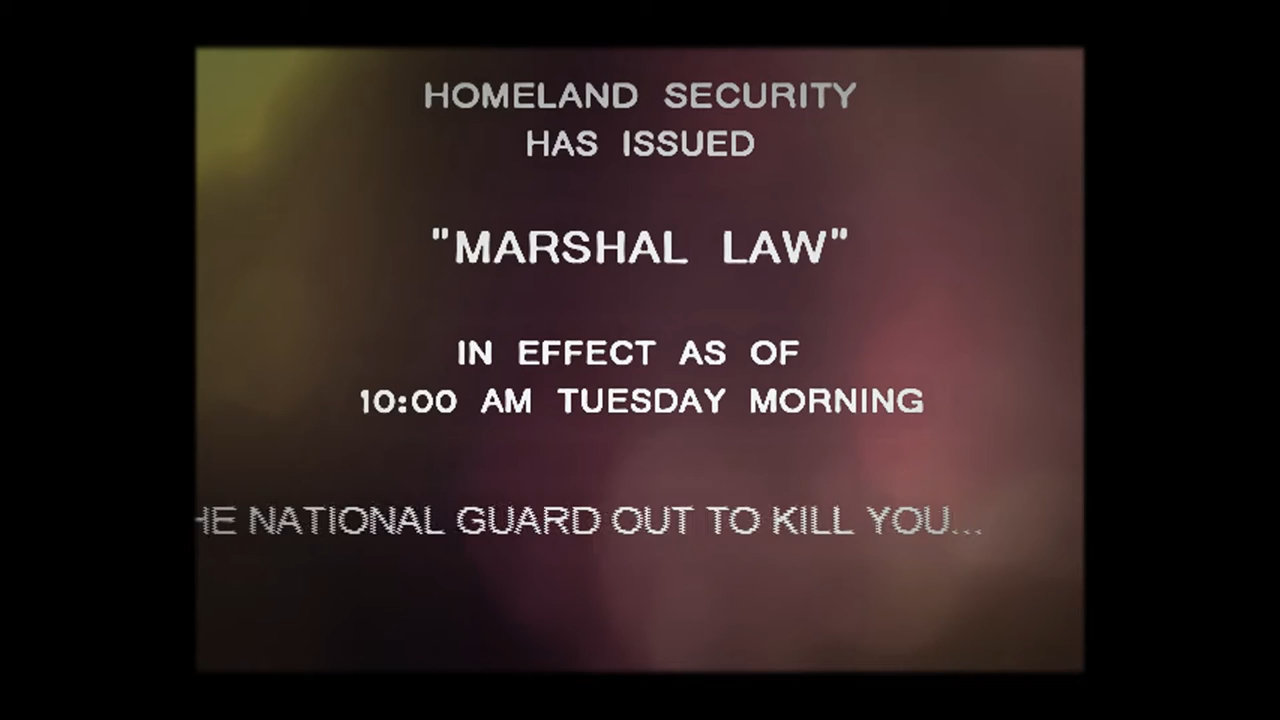 HOMELAND SECURITY
HAS ISSUED
"MARSHAL LAW"
IN EFFECT AS OF
10:00 AM TUESDAY MORNING
HE NATIONAL GUARD OUT TO KILL YOU...